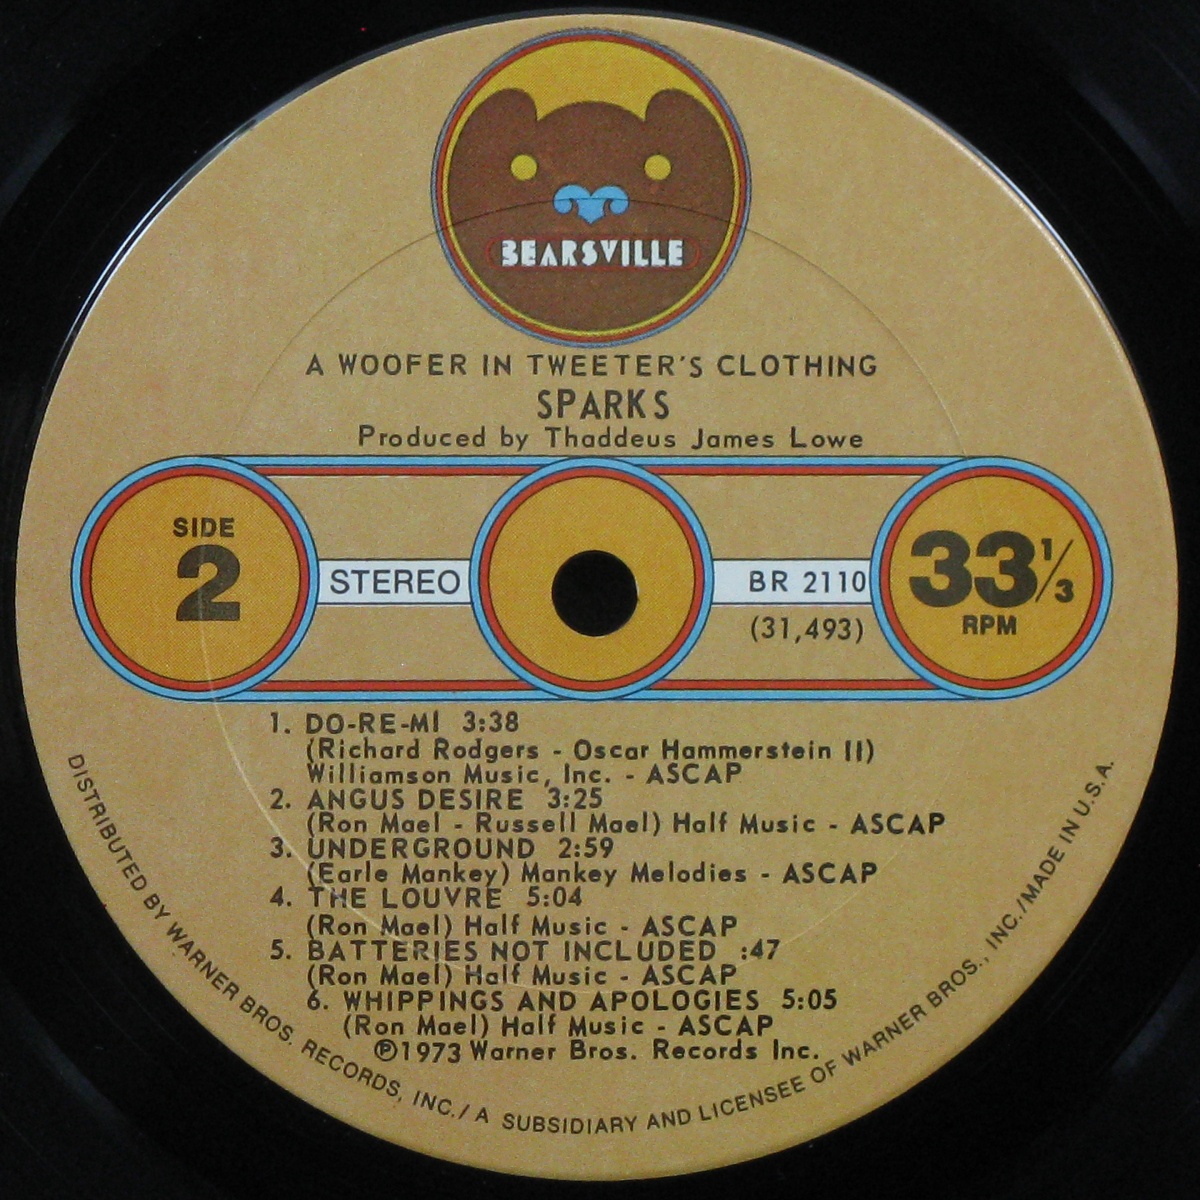 BEARSVILLE
A WOOFER IN TWEETER'S CLOTHING
SPARKS
Produced by Thaddeus James Lowe
SIDE
2
STEREO
BR 2110
(31,493)
33 1/3
RPM
1. DO-RE-MI 3:38
(Richard Rodgers - Oscar Hammerstein II)
Williamson Music, Inc. - ASCAP
2. ANGUS DESIRE 3:25
(Ron Mael - Russell Mael) Half Music - ASCAP
3. UNDERGROUND 2:59
(Earle Mankey) Mankey Melodies - ASCAP
4. THE LOUVRE 5:04
(Ron Mael) Half Music - ASCAP
5. BATTERIES NOT INCLUDED :47
(Ron Mael) Half Music - ASCAP
6. WHIPPINGS AND APOLOGIES 5:05
(Ron Mael) Half Music - ASCAP
℗1973 Warner Bros. Records Inc.
DISTRIBUTED BY WARNER BROS. RECORDS, INC./ A SUBSIDIARY AND LICENSEE OF WARNER BROS., INC./MADE IN U.S.A.